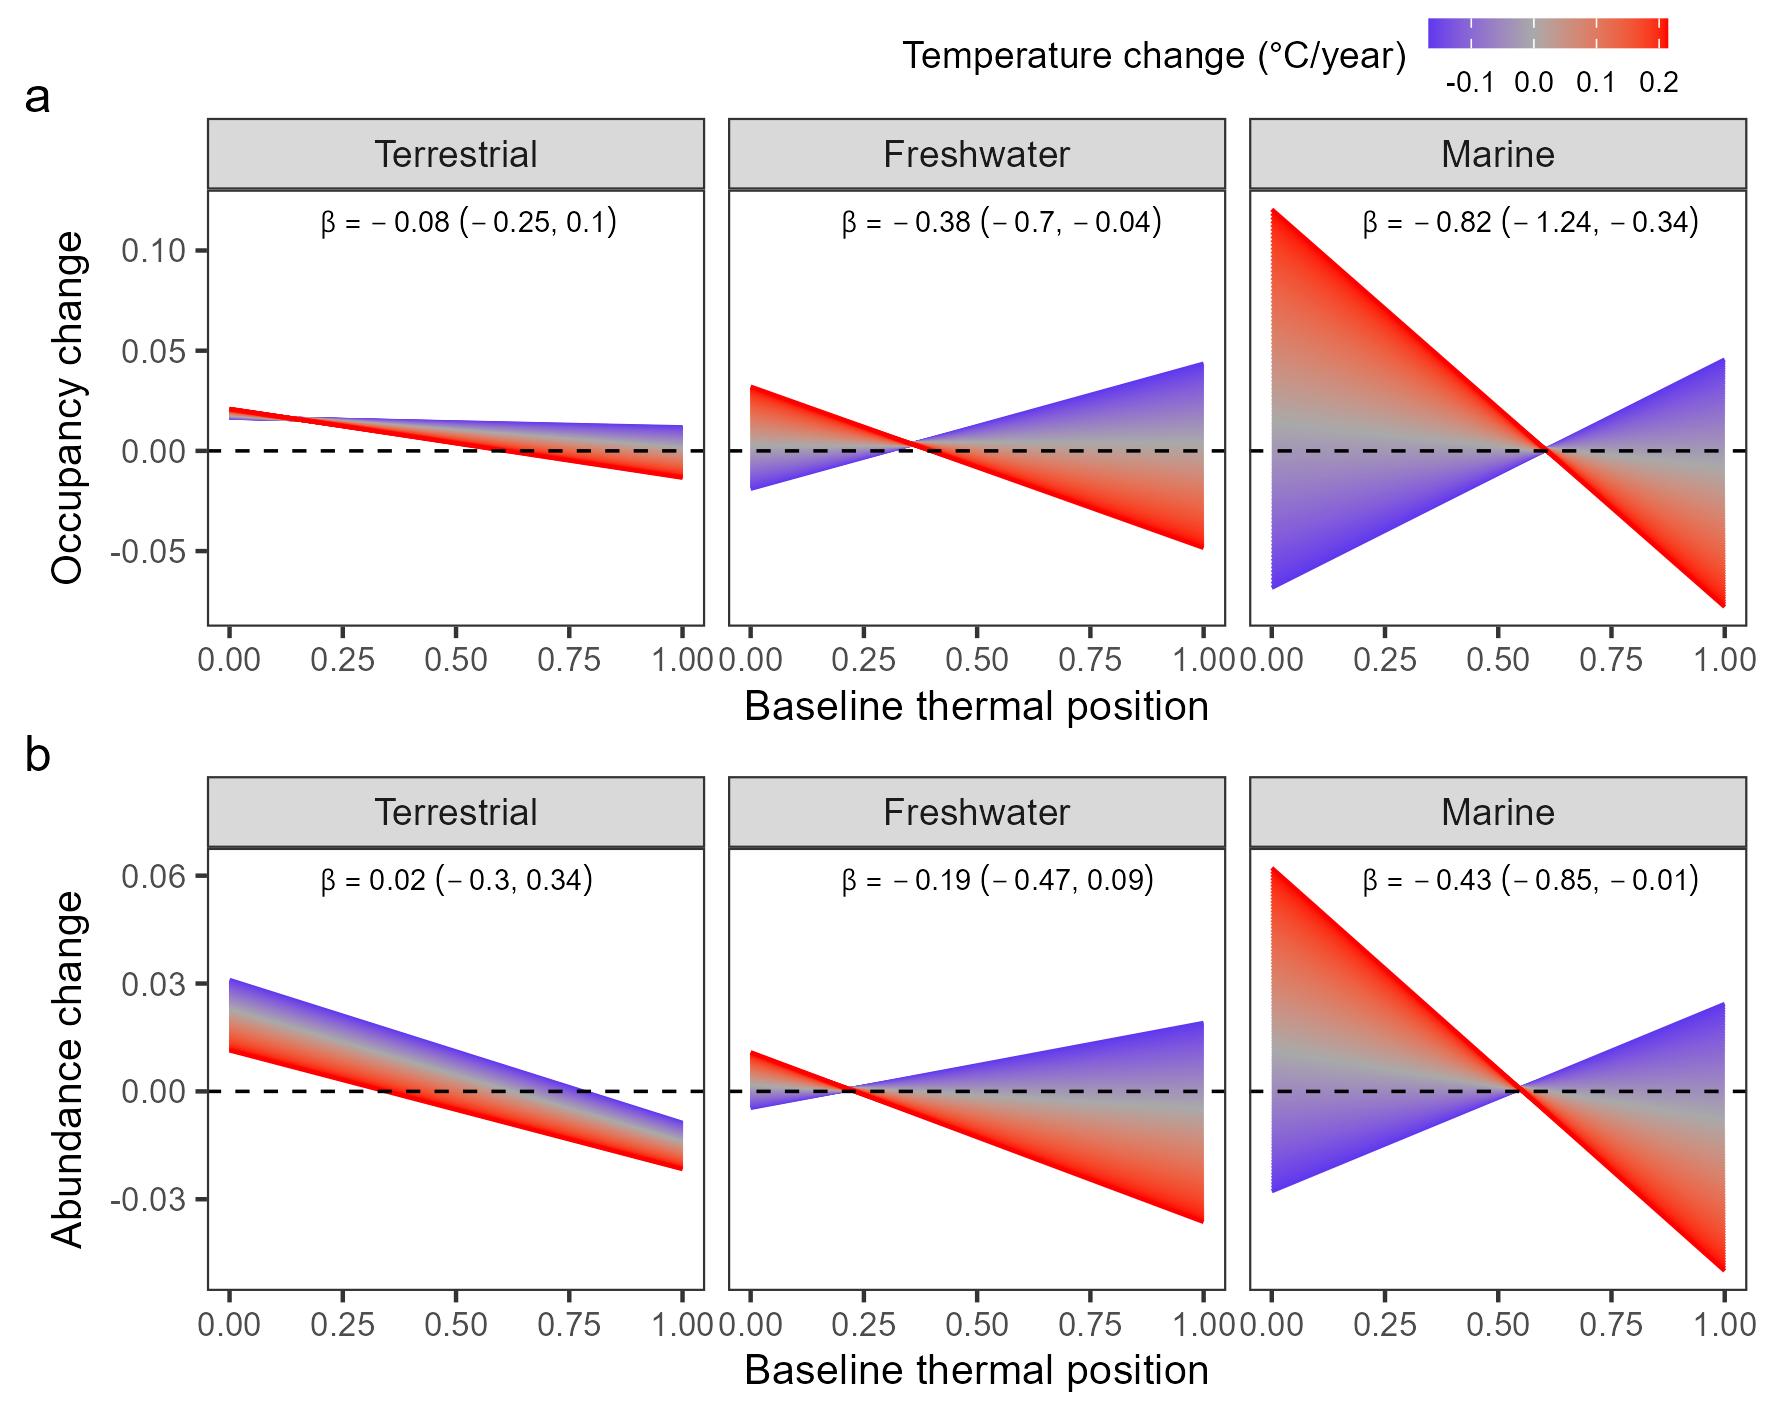 Temperature change (°C/year)
-0.1 0.0 0.1 0.2
a
Terrestrial Freshwater Marine
β = − 0.08 (− 0.25, 0.1) β = − 0.38 (− 0.7, − 0.04) β = − 0.82 (− 1.24, − 0.34)
Occupancy change
0.10
0.05
0.00
-0.05
0.00 0.25 0.50 0.75 1.00 0.00 0.25 0.50 0.75 1.00 0.00 0.25 0.50 0.75 1.00
Baseline thermal position
b
Terrestrial Freshwater Marine
β = 0.02 (− 0.3, 0.34) β = − 0.19 (− 0.47, 0.09) β = − 0.43 (− 0.85, − 0.01)
Abundance change
0.06
0.03
0.00
-0.03
0.00 0.25 0.50 0.75 1.00 0.00 0.25 0.50 0.75 1.00 0.00 0.25 0.50 0.75 1.00
Baseline thermal position